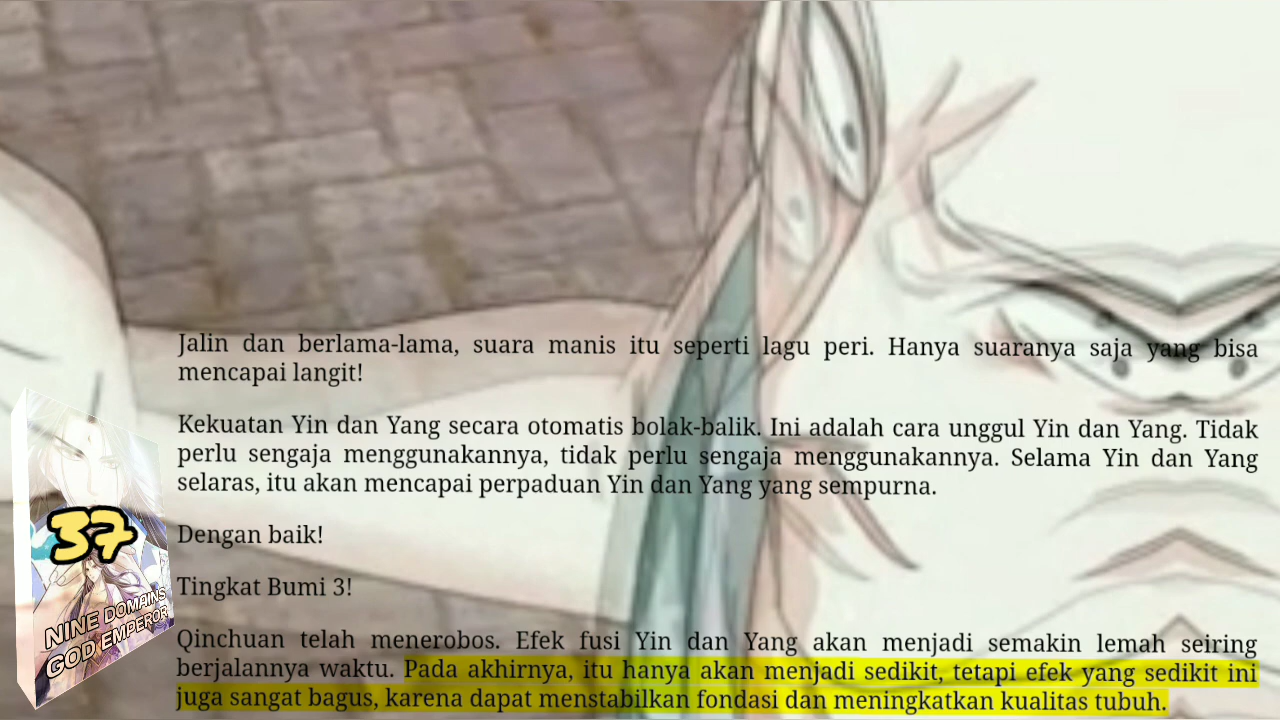 Jalin dan berlama-lama, suara manis itu seperti lagu peri. Hanya suaranya saja yang bisa
mencapai langit!
Kekuatan Yin dan Yang secara otomatis bolak-balik. Ini adalah cara unggul Yin dan Yang. Tidak
perlu sengaja menggunakannya, tidak perlu sengaja menggunakannya. Selama Yin dan Yang
selaras, itu akan mencapai perpaduan Yin dan Yang yang sempurna.
Dengan baik!
Tingkat Bumi 3!
Qinchuan telah menerobos. Efek fusi Yin dan Yang akan menjadi semakin lemah seiring
berjalannya waktu. Pada akhirnya, itu hanya akan menjadi sedikit, tetapi efek yang sedikit ini
juga sangat bagus, karena dapat menstabilkan fondasi dan meningkatkan kualitas tubuh.
37
NINE DOMAINS
GOD EMPEROR